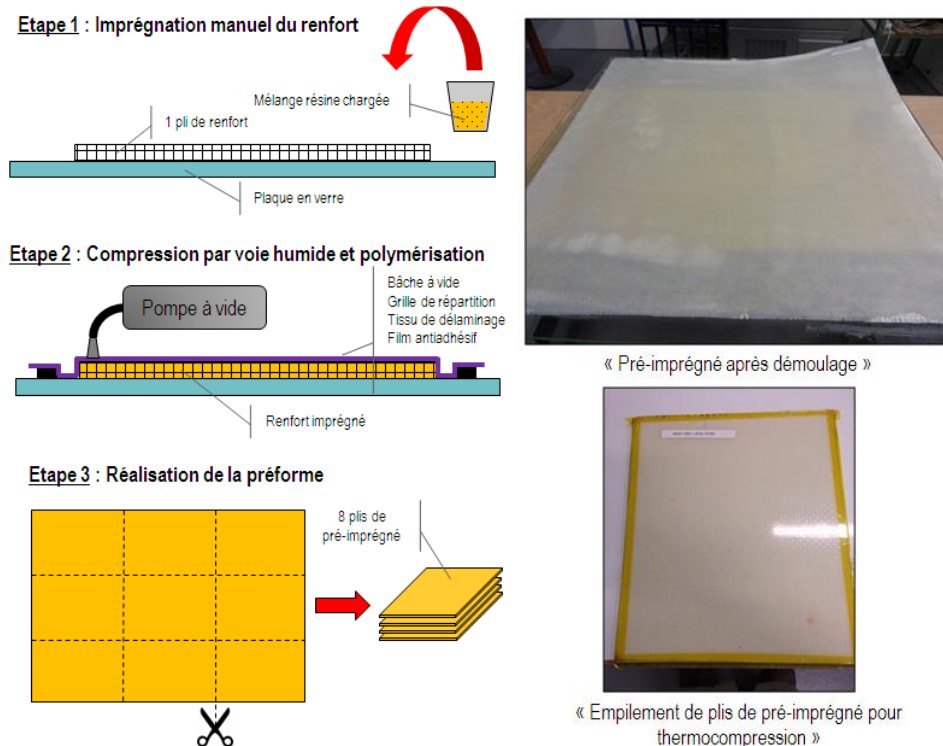 Etape 1 : Imprégnation manuel du renfort
Mélange résine chargée
1 pli de renfort
Plaque en verre
Etape 2 : Compression par voie humide et polymérisation
Bâche à vide
Grille de répartition
Tissu de délaminage
Film antiadhésif
Pompe à vide
Renfort imprégné
Etape 3 : Réalisation de la préforme
8 plis de
pré-imprégné
« Pré-imprégné après démoulage »
« Empilement de plis de pré-imprégné pour
thermocompression »